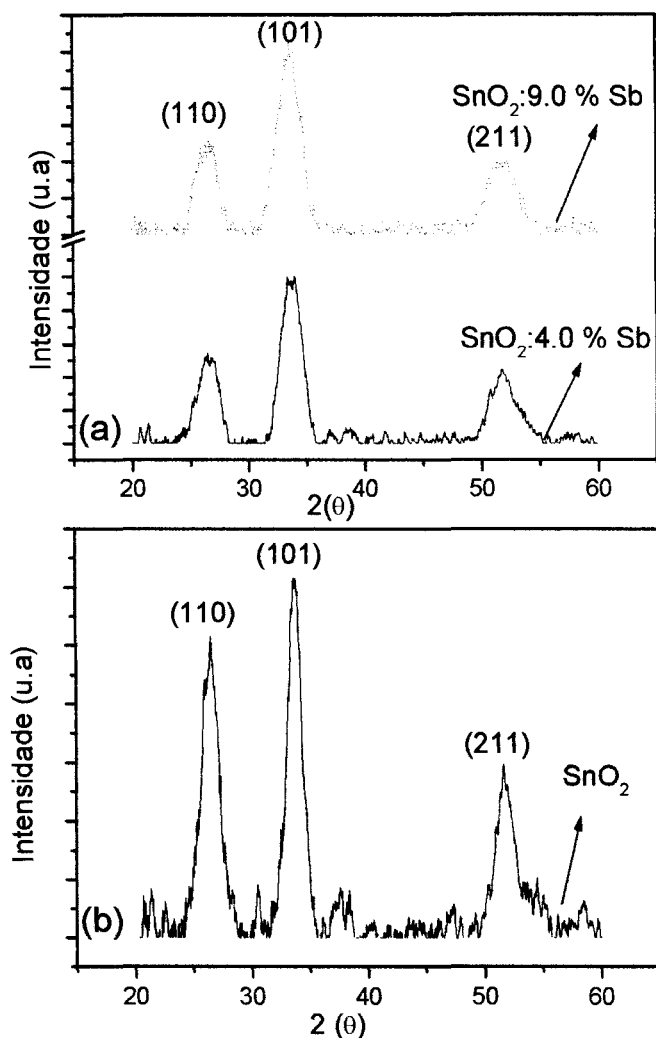 (101)
SnO2:9.0 % Sb
(110)
(211)
Intensidade (u.a)
SnO2:4.0 % Sb
(a)
20 30 40 50 60
2(θ)
(101)
(110)
(211)
SnO2
Intensidade (u.a)
(b)
20 30 40 50 60
2 (θ)